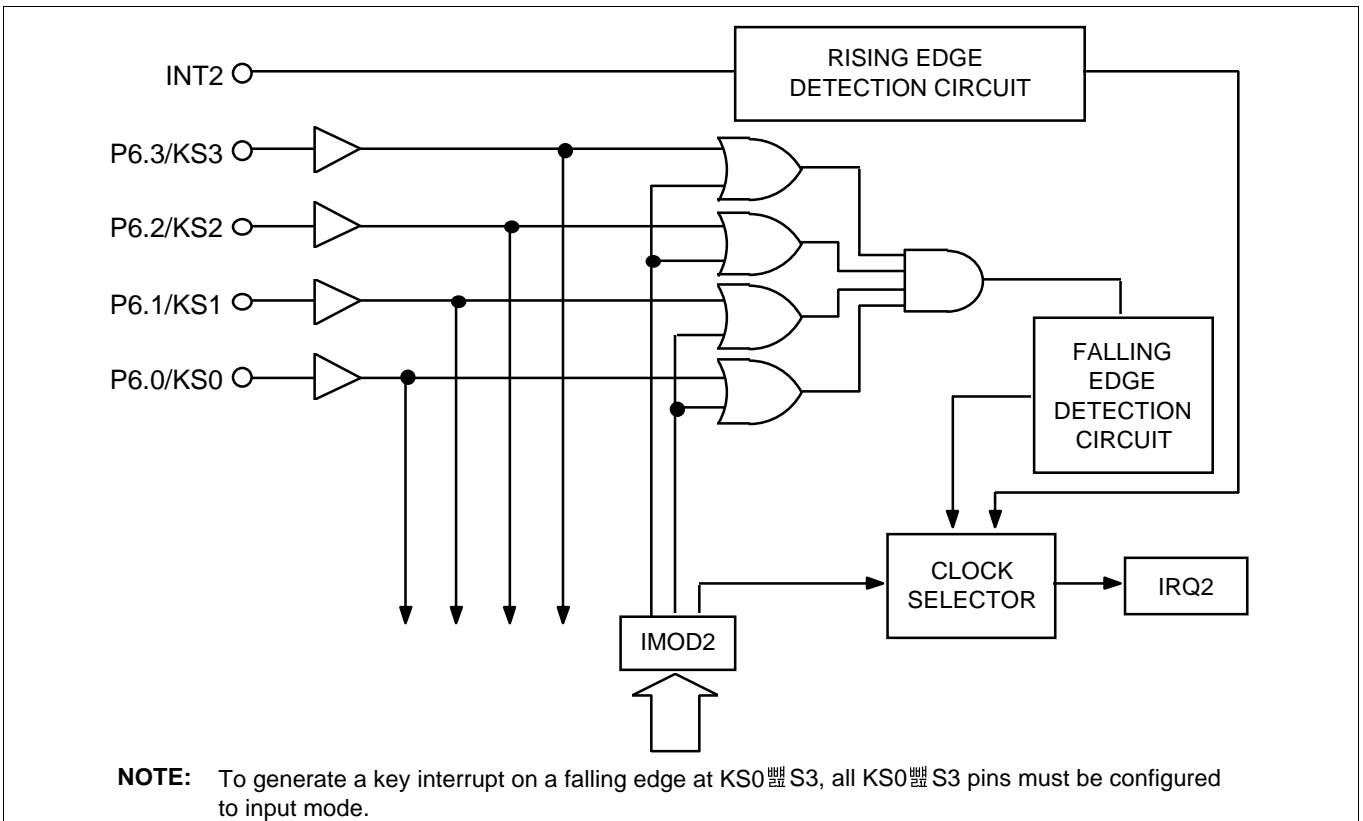 INT2
RISING EDGE
DETECTION CIRCUIT
P6.3/KS3
P6.2/KS2
P6.1/KS1
P6.0/KS0
FALLING
EDGE
DETECTION
CIRCUIT
CLOCK
SELECTOR
IRQ2
IMOD2
NOTE: To generate a key interrupt on a falling edge at KS0 S3, all KS0 S3 pins must be configured
to input mode.